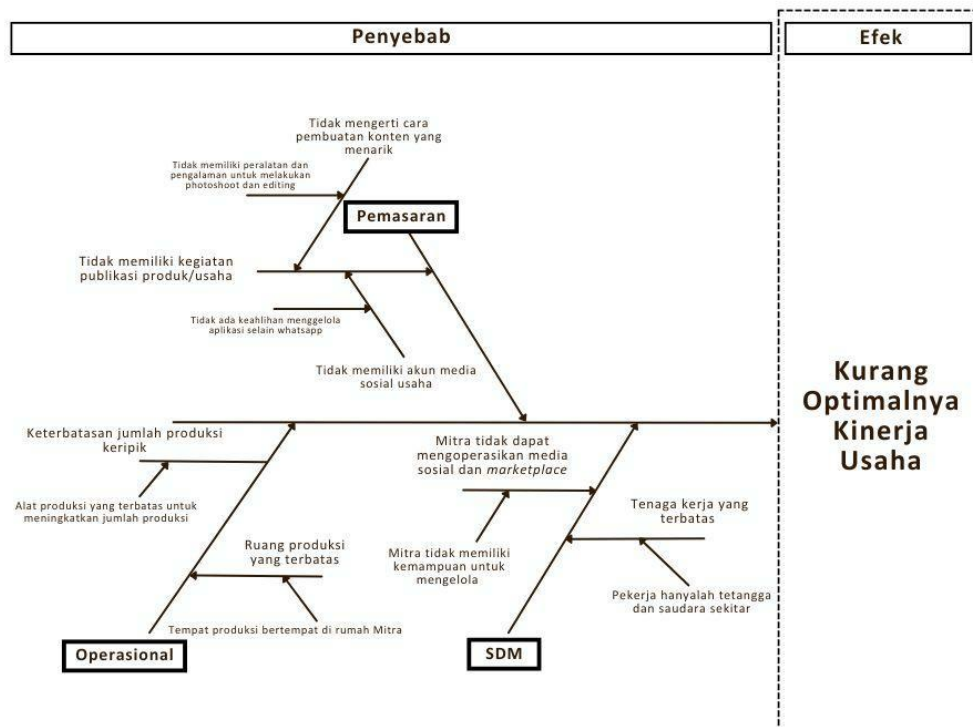 Penyebab
Efek
Tidak mengerti cara
pembuatan konten yang
menarik
Tidak memiliki peralatan dan
pengalaman untuk melakukan
photoshoot dan editing
Pemasaran
Tidak memiliki kegiatan
publikasi produk/usaha
Tidak ada keahlihan menggelola
aplikasi selain whatsapp
Tidak memiliki akun media
sosial usaha
Kurang
Optimalnya
Kinerja
Usaha
Keterbatasan jumlah produksi
keripik
Alat produksi yang terbatas untuk
meningkatkan jumlah produksi
Ruang produksi
yang terbatas
Tempat produksi bertempat di rumah Mitra
Operasional
Mitra tidak dapat
mengoperasikan media
sosial dan marketplace
Mitra tidak memiliki
kemampuan untuk
mengelola
Tenaga kerja yang
terbatas
Pekerja hanyalah tetangga
dan saudara sekitar
SDM